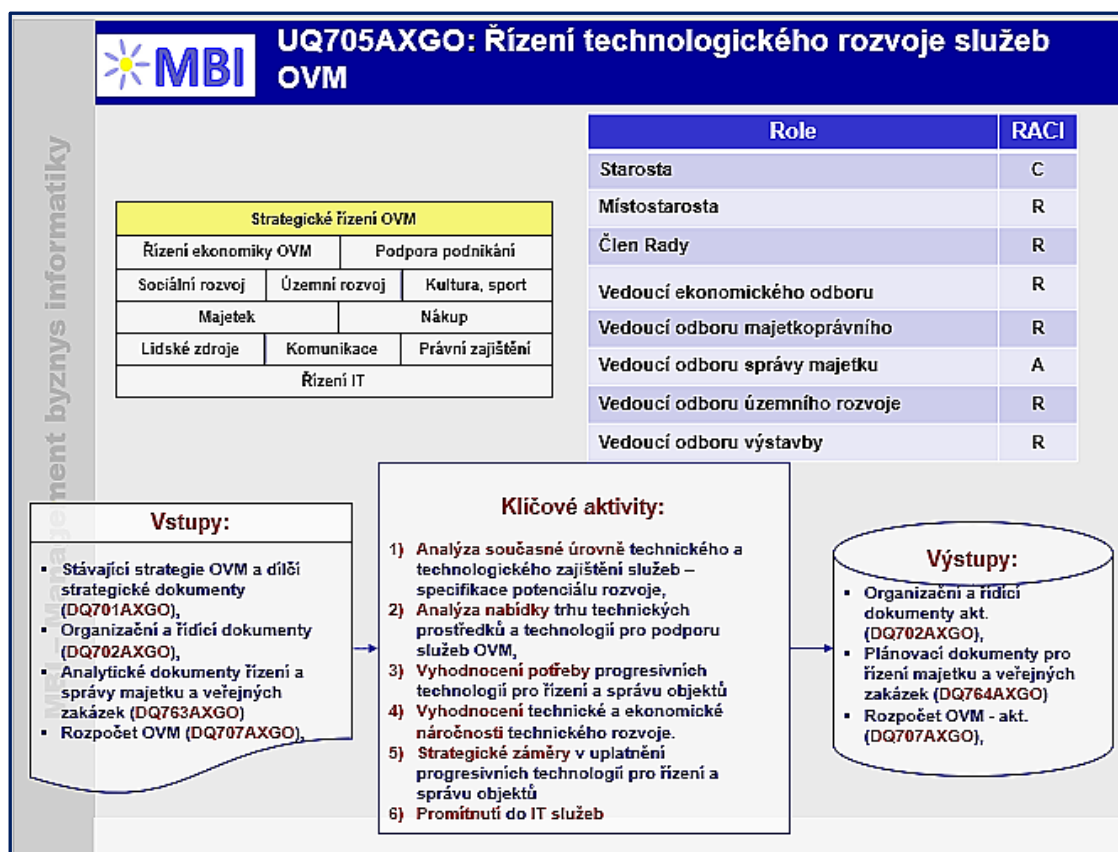 MBI
UQ705AXGO: Řízení technologického rozvoje služeb
OVM
MBI – Management byznys informatiky
Role RACI
Starosta C
Místostarosta R
Člen Rady R
Vedoucí ekonomického odboru R
Vedoucí odboru majetkoprávního R
Vedoucí odboru správy majetku A
Vedoucí odboru územního rozvoje R
Vedoucí odboru výstavby R
Strategické řízení OVM
Řízení ekonomiky OVM Podpora podnikání
Sociální rozvoj Územní rozvoj Kultura, sport
Majetek Nákup
Lidské zdroje Komunikace Právní zajištění
Řízení IT
Vstupy:
▪ Stávající strategie OVM a dílčí
strategické dokumenty
(DQ701AXGO),
▪ Organizační a řídící dokumenty
(DQ702AXGO),
▪ Analytické dokumenty řízení a
správy majetku a veřejných
zakázek (DQ763AXGO)
▪ Rozpočet OVM (DQ707AXGO),
Klíčové aktivity:
1) Analýza současné úrovně technického a
technologického zajištění služeb –
specifikace potenciálu rozvoje,
2) Analýza nabídky trhu technických
prostředků a technologií pro podporu
služeb OVM,
3) Vyhodnocení potřeby progresivních
technologií pro řízení a správu objektů
4) Vyhodnocení technické a ekonomické
náročnosti technického rozvoje.
5) Strategické záměry v uplatnění
progresivních technologií pro řízení a
správu objektů
6) Promítnutí do IT služeb
Výstupy:
▪ Organizační a řídící
dokumenty akt.
(DQ702AXGO),
▪ Plánovací dokumenty pro
řízení majetku a veřejných
zakázek (DQ764AXGO)
▪ Rozpočet OVM - akt.
(DQ707AXGO),